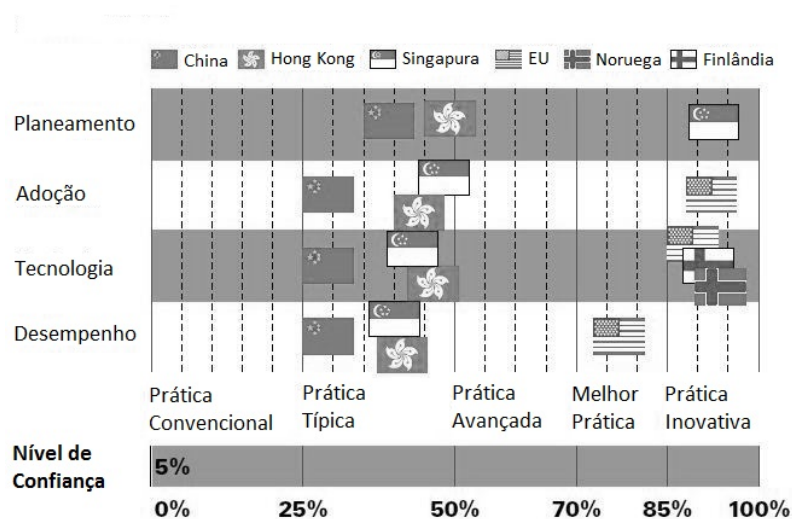 China Hong Kong Singapura EU Noruega Finlândia
Planeamento
Adoção
Tecnologia
Desempenho
Prática Convencional
Prática Típica
Prática Avançada
Melhor Prática
Prática Inovativa
Nível de Confiança
5%
0% 25% 50% 70% 85% 100%